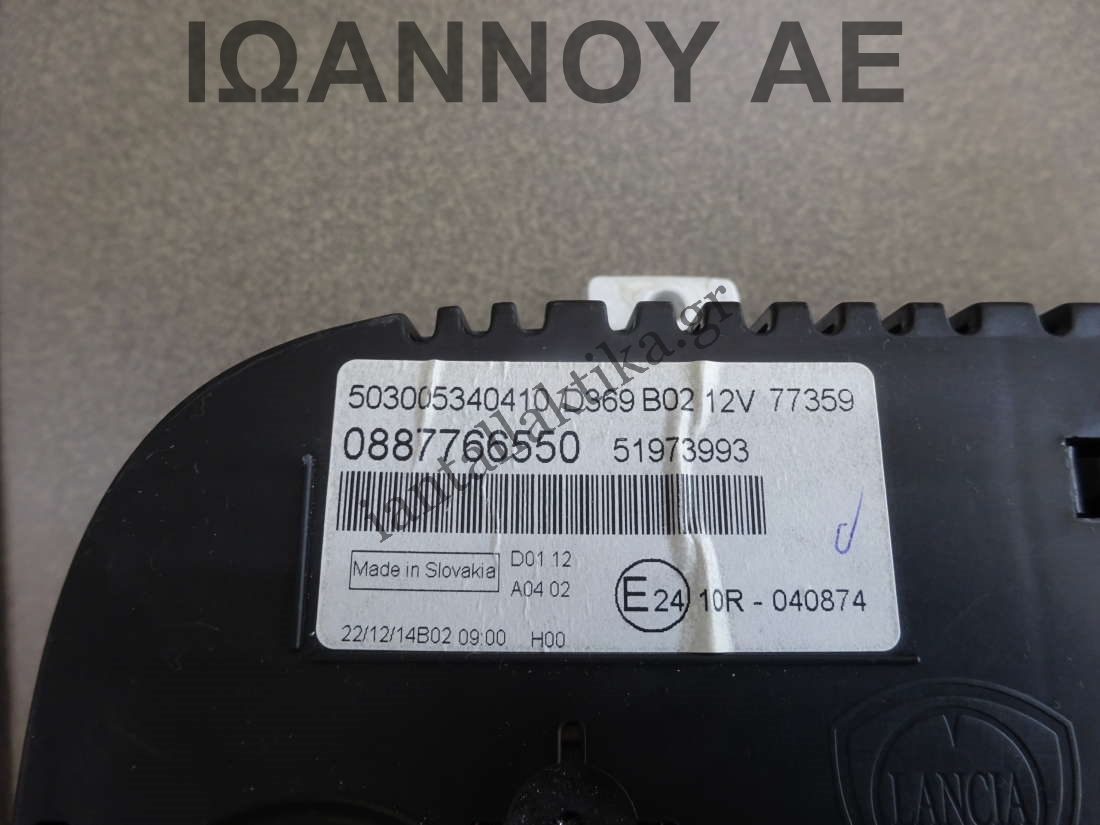 ΙΩΑΝΝΟΥ ΑΕ
503005340410 D369 B02 12V 77359
0887766550 51973993
iantallaktika.gr
Made in Slovakia
D01 12
A04 02
E24 10R - 040874
22/12/14B02 09:00 H00
LANCIA